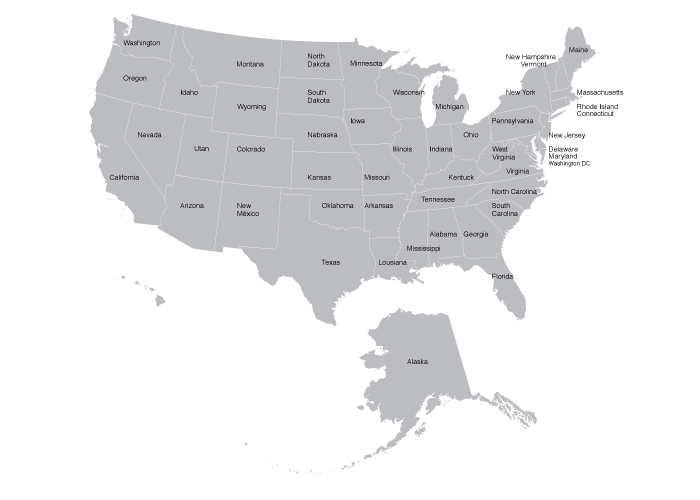 Washington
Oregon
California
Nevada
Idaho
Montana
Wyoming
Utan
Arizona
Colorado
New
México
North
Dakota
South
Dakota
Nebraska
Kansas
Oklahoma
Texas
Minnesota
Iowa
Missouri
Arkansas
Lousiana
Wisconsin
Illinois
Michigan
Indiana
Ohio
Kentuck
Tennessee
Mississippi
Alabama
Georgia
Florida
South
Carolina
North Carolina
Virginia
West
Virginia
Pennsylvania
New York
New Hampshire
Vermont
Maine
Massachusetts
Rhode Island
Connecticut
New Jersey
Delaware
Maryland
Washington DC
Alaska